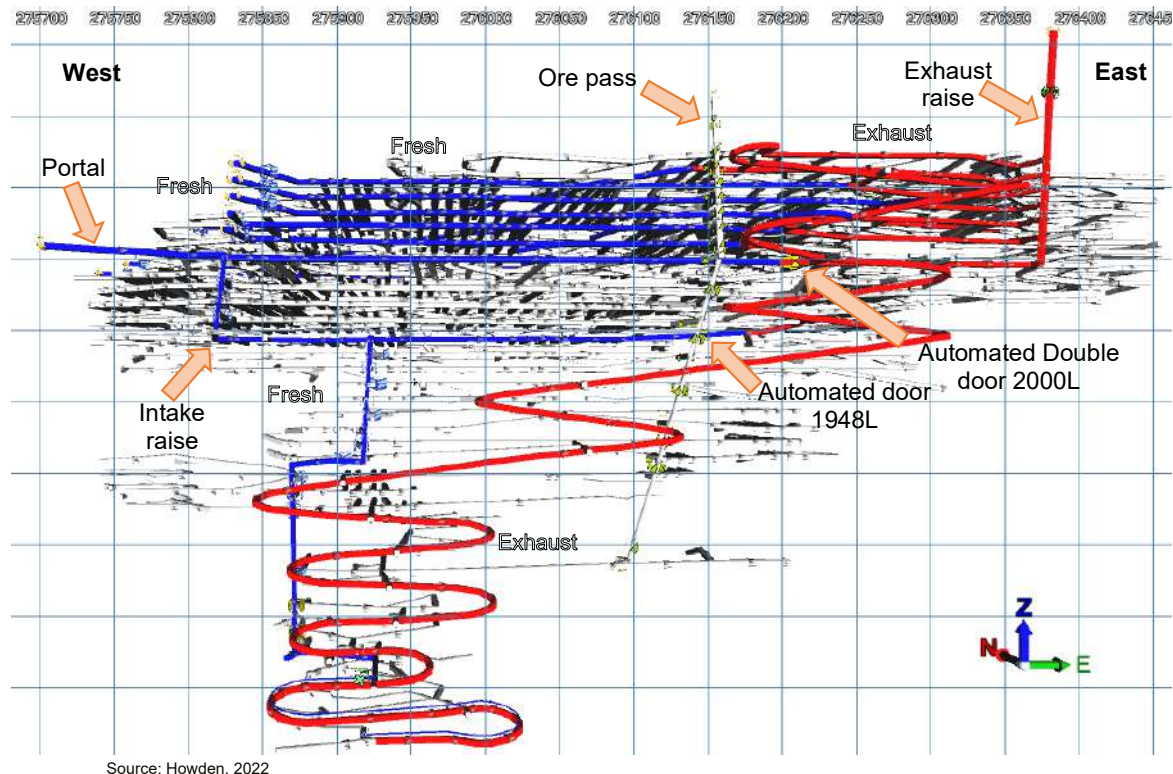 275700 275750 275800 275850 275900 275950 276000 276050 276100 276150 276200 276250 276300 276350 276400
West
Ore pass
Exhaust
raise
East
Fresh
Exhaust
Portal
Fresh
Automated Double
door 2000L
Automated door
1948L
Intake
raise
Fresh
Exhaust
Z
N
E
Source: Howden, 2022